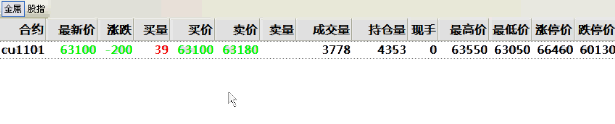 金属 股指
合约 最新价 涨跌 买量 买价 卖价 卖量 成交量 持仓量 现手 最高价 最低价 涨停价 跌停价
cu1101 63100 -200 39 63100 63180 3778 4353 0 63550 63050 66460 60130